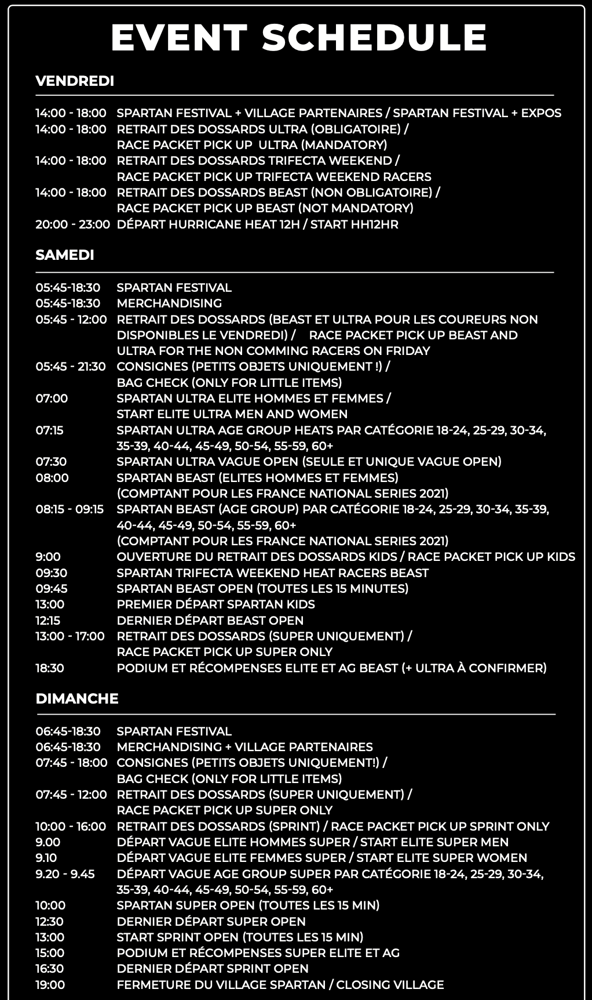 EVENT SCHEDULE
VENDREDI
14:00 - 18:00 SPARTAN FESTIVAL + VILLAGE PARTENAIRES / SPARTAN FESTIVAL + EXPOS
14:00 - 18:00 RETRAIT DES DOSSARDS ULTRA (OBLIGATOIRE) /
RACE PACKET PICK UP ULTRA (MANDATORY)
14:00 - 18:00 RETRAIT DES DOSSARDS TRIFECTA WEEKEND /
RACE PACKET PICK UP TRIFECTA WEEKEND RACERS
14:00 - 18:00 RETRAIT DES DOSSARDS BEAST (NON OBLIGATOIRE) /
RACE PACKET PICK UP BEAST (NOT MANDATORY)
20:00 - 23:00 DÉPART HURRICANE HEAT 12H / START HH12HR
SAMEDI
05:45-18:30 SPARTAN FESTIVAL
05:45-18:30 MERCHANDISING
05:45 - 12:00 RETRAIT DES DOSSARDS (BEAST ET ULTRA POUR LES COUREURS NON
DISPONIBLES LE VENDREDI) / RACE PACKET PICK UP BEAST AND
ULTRA FOR THE NON COMMING RACERS ON FRIDAY
05:45 - 21:30 CONSIGNES (PETITS OBJETS UNIQUEMENT !) /
BAG CHECK (ONLY FOR LITTLE ITEMS)
07:00 SPARTAN ULTRA ELITE HOMMES ET FEMMES /
START ELITE ULTRA MEN AND WOMEN
07:15 SPARTAN ULTRA AGE GROUP HEATS PAR CATÉGORIE 18-24, 25-29, 30-34,
35-39, 40-44, 45-49, 50-54, 55-59, 60+
07:30 SPARTAN ULTRA VAGUE OPEN (SEULE ET UNIQUE VAGUE OPEN)
08:00 SPARTAN BEAST (ELITES HOMMES ET FEMMES)
(COMPTANT POUR LES FRANCE NATIONAL SERIES 2021)
08:15 - 09:15 SPARTAN BEAST (AGE GROUP) PAR CATÉGORIE 18-24, 25-29, 30-34, 35-39,
40-44, 45-49, 50-54, 55-59, 60+
(COMPTANT POUR LES FRANCE NATIONAL SERIES 2021)
9:00 OUVERTURE DU RETRAIT DES DOSSARDS KIDS / RACE PACKET PICK UP KIDS
09:30 SPARTAN TRIFECTA WEEKEND HEAT RACERS BEAST
09:45 SPARTAN BEAST OPEN (TOUTES LES 15 MINUTES)
13:00 PREMIER DÉPART SPARTAN KIDS
12:15 DERNIER DÉPART BEAST OPEN
13:00 - 17:00 RETRAIT DES DOSSARDS (SUPER UNIQUEMENT) /
RACE PACKET PICK UP SUPER ONLY
18:30 PODIUM ET RÉCOMPENSES ELITE ET AG BEAST (+ ULTRA À CONFIRMER)
DIMANCHE
06:45-18:30 SPARTAN FESTIVAL
06:45-18:30 MERCHANDISING + VILLAGE PARTENAIRES
07:45 - 18:00 CONSIGNES (PETITS OBJETS UNIQUEMENT!) /
BAG CHECK (ONLY FOR LITTLE ITEMS)
07:45 - 12:00 RETRAIT DES DOSSARDS (SUPER UNIQUEMENT) /
RACE PACKET PICK UP SUPER ONLY
10:00 - 16:00 RETRAIT DES DOSSARDS (SPRINT) / RACE PACKET PICK UP SPRINT ONLY
9.00 DÉPART VAGUE ELITE HOMMES SUPER / START ELITE SUPER MEN
9.10 DÉPART VAGUE ELITE FEMMES SUPER / START ELITE SUPER WOMEN
9.20 - 9.45 DÉPART VAGUE AGE GROUP SUPER PAR CATÉGORIE 18-24, 25-29, 30-34,
35-39, 40-44, 45-49, 50-54, 55-59, 60+
10:00 SPARTAN SUPER OPEN (TOUTES LES 15 MIN)
12:30 DERNIER DÉPART SUPER OPEN
13:00 START SPRINT OPEN (TOUTES LES 15 MIN)
15:00 PODIUM ET RÉCOMPENSES SUPER ELITE ET AG
16:30 DERNIER DÉPART SPRINT OPEN
19:00 FERMETURE DU VILLAGE SPARTAN / CLOSING VILLAGE